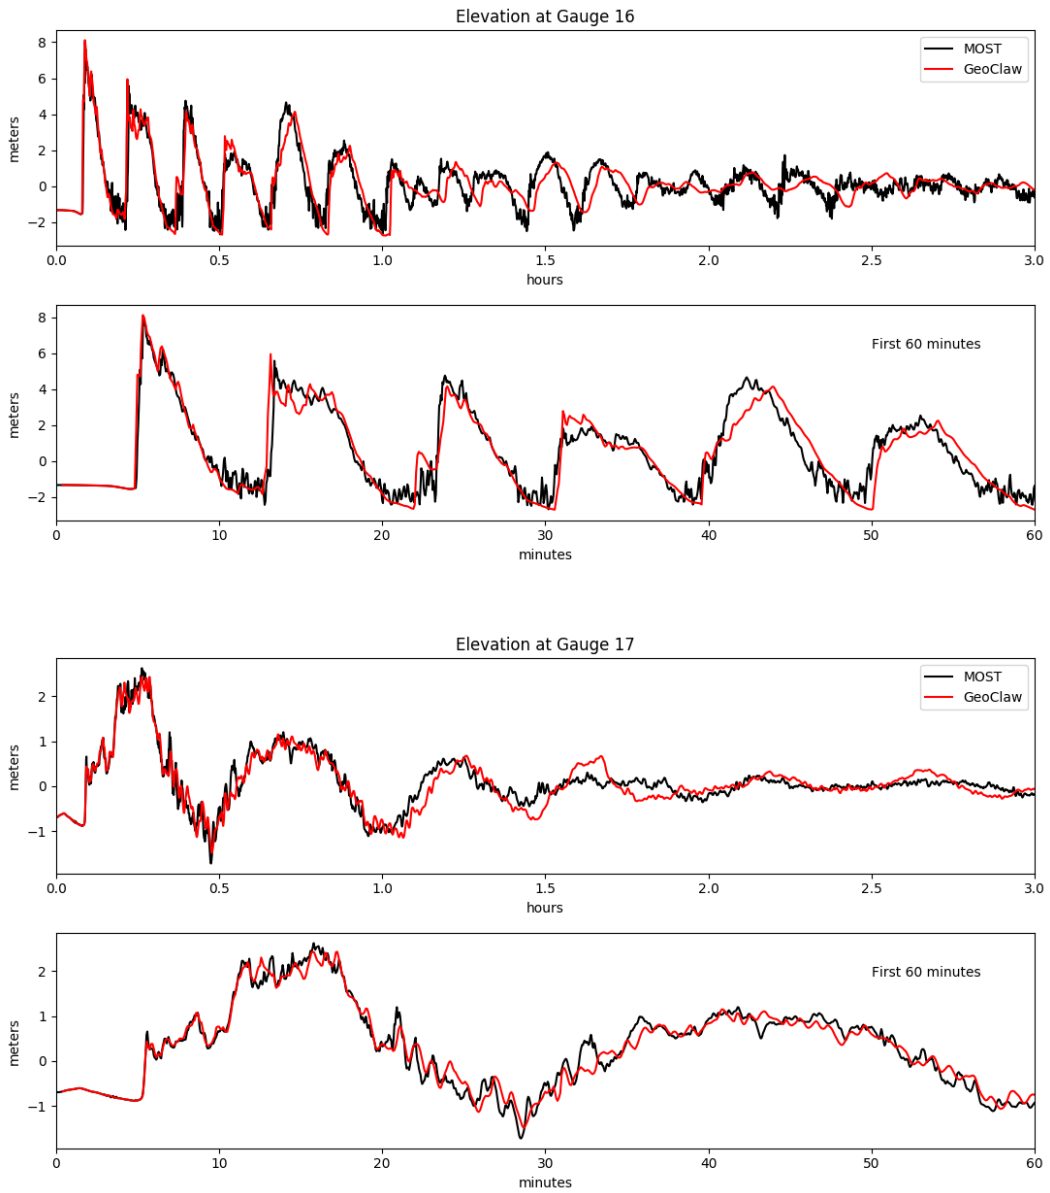 Elevation at Gauge 16
8
6
4
2
0
−2
meters
MOST
GeoClaw
0.0 0.5 1.0 1.5 2.0 2.5 3.0
hours
8
6
4
2
0
−2
meters
First 60 minutes
0 10 20 30 40 50 60
minutes
Elevation at Gauge 17
2
1
0
−1
meters
MOST
GeoClaw
0.0 0.5 1.0 1.5 2.0 2.5 3.0
hours
2
1
0
−1
meters
First 60 minutes
0 10 20 30 40 50 60
minutes